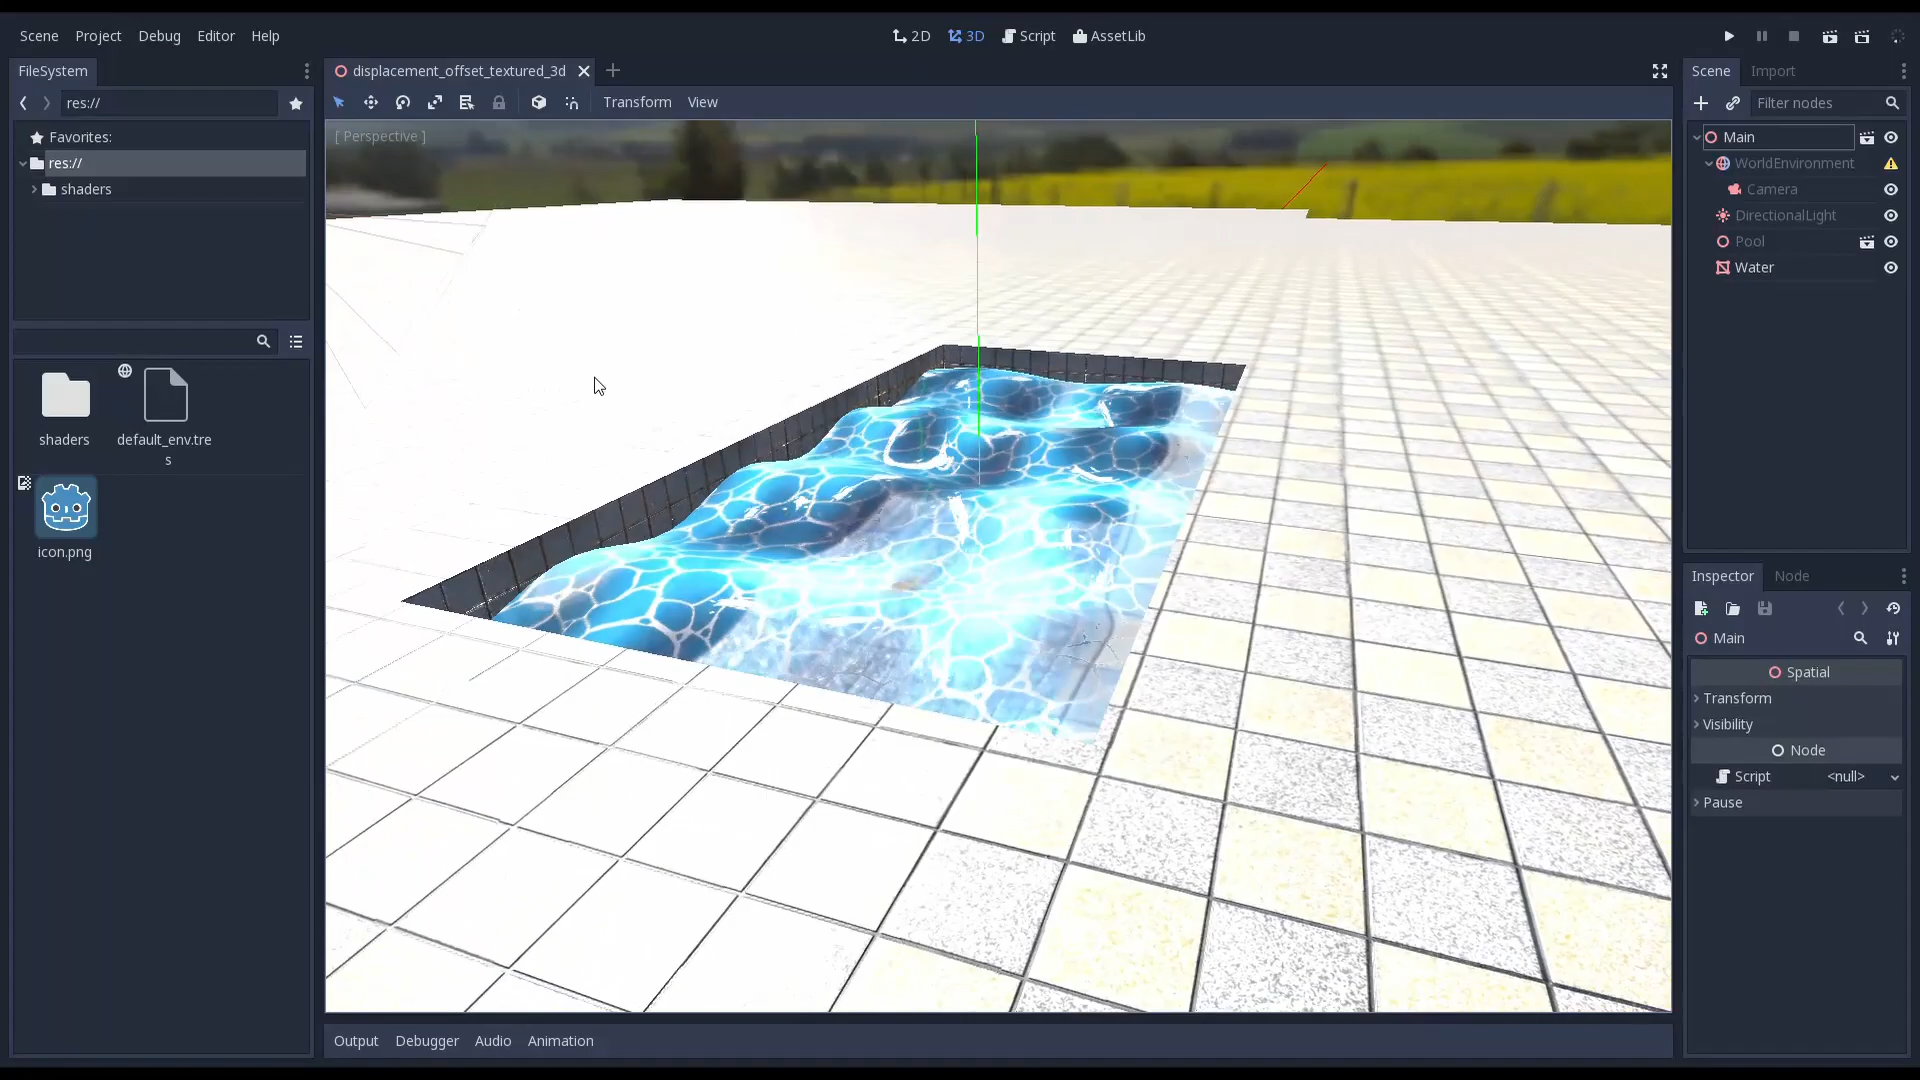 Scene Project Debug Editor Help
2D 3D Script AssetLib
FileSystem
res://
Favorites:
res://
shaders
shaders
default_env.tre
s
icon.png
displacement_offset_textured_3d
Transform View
[ Perspective ]
Output Debugger Audio Animation
Scene Import
Filter nodes
Main
WorldEnvironment
Camera
DirectionalLight
Pool
Water
Inspector Node
Main
Spatial
Transform
Visibility
Node
Script <null>
Pause